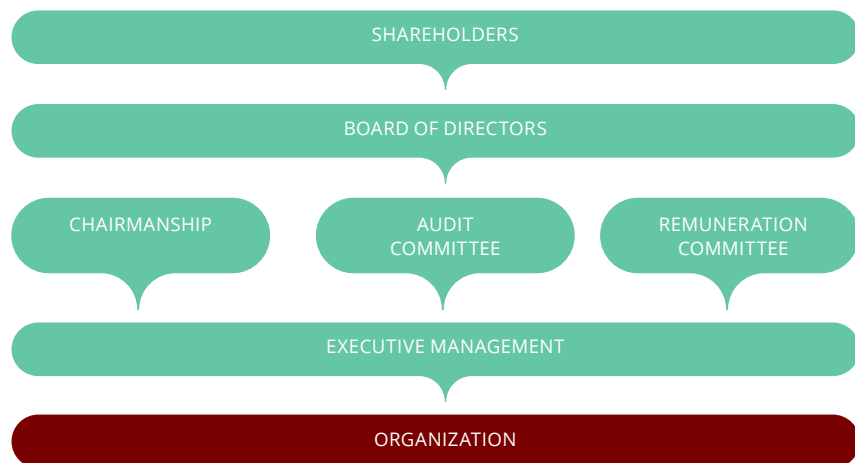 SHAREHOLDERS
BOARD OF DIRECTORS
CHAIRMANSHIP
AUDIT
COMMITTEE
REMUNERATION
COMMITTEE
EXECUTIVE MANAGEMENT
ORGANIZATION